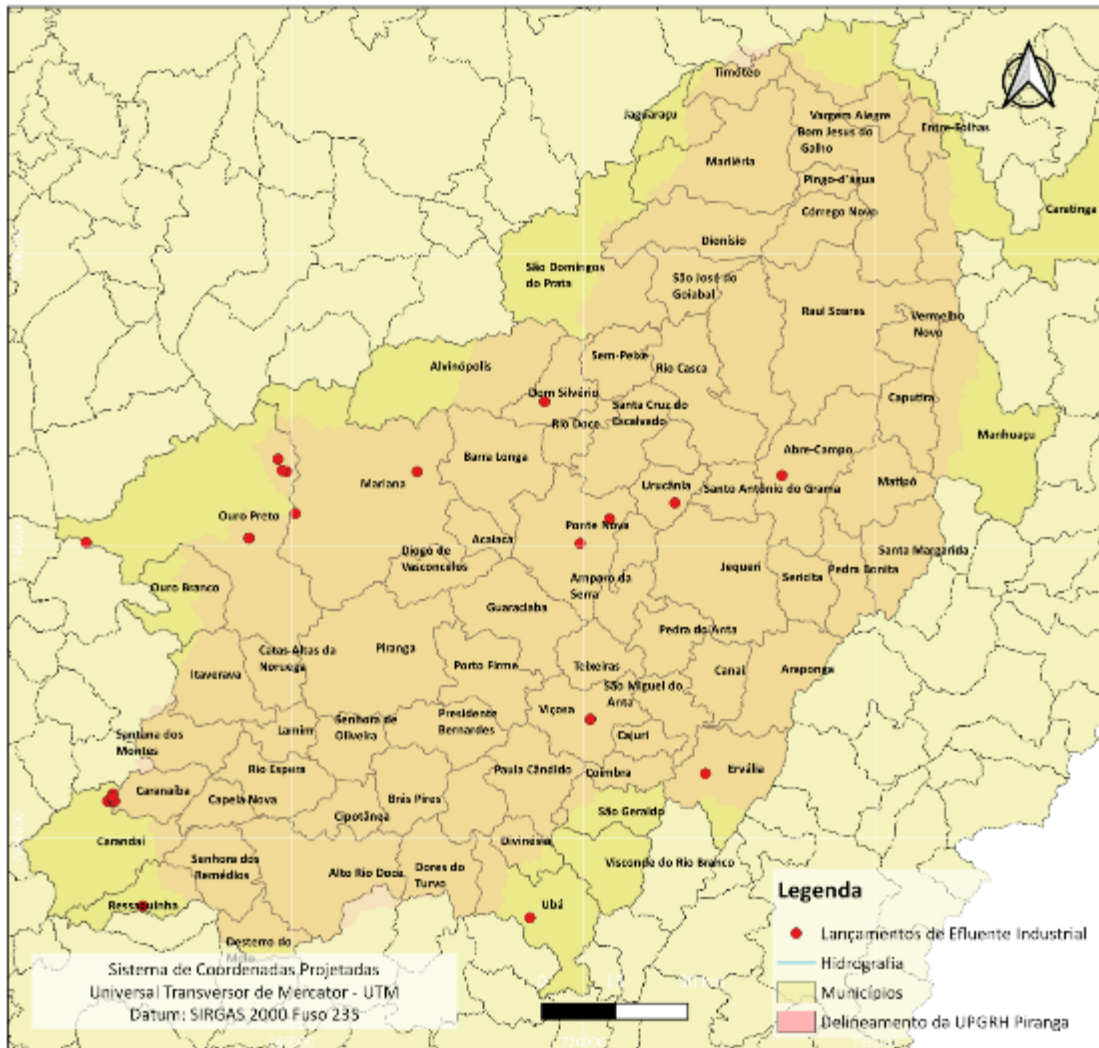 Timóteo
Jaguaraçu
Vargem Alegre
Bom Jesus do
Galho
Entre-Folhas
Marliéria
Pingo-d'água
Córrego Novo
Caratinga
Dionísio
São Domingos
do Prata
São José do
Goiabal
Raul Soares
Vermelho
Novo
Alvinópolis
Sem-Peixe
Rio Casca
Dom Silvério
Santa Cruz do
Escalvado
Rio Doce
Caputira
Manhuaçu
Abre-Campo
Barra Longa
Mariana
Urucânia
Santo Antônio do Grama
Matipó
Ouro Preto
Ponte Nova
Acaiaca
Diogo de
Vasconcelos
Santa Margarida
Jequeri
Pedra Bonita
Sericita
Ouro Branco
Amparo da
Serra
Guaraciaba
Pedra do Anta
Catas-Altas da
Noruega
Piranga
Porto Firme
Teixeiras
Canaí
Araponga
Itaverava
São Miguel do
Anta
Viçosa
Presidente
Bernardes
Senhora de
Oliveira
Lamim
Santana dos
Montes
Cajuri
Rio Espera
Paula Cândido
Coimbra
Ervália
Caranaíba
Capela Nova
Brás Pires
Cipotânea
São Geraldo
Carandaí
Divinésia
Visconde do Rio Branco
Senhora dos
Remédios
Alto Rio Doce
Dores do
Turvo
Ressaquinha
Ubá
Desterro do
Melo
Legenda
Lançamentos de Efluente Industrial
Hidrografia
Municípios
Delineamento da UPGRH Piranga
Sistema de Coordenadas Projetadas
Universal Transversor de Mercator - UTM
Datum: SIRGAS 2000 Fuso 23S
720000